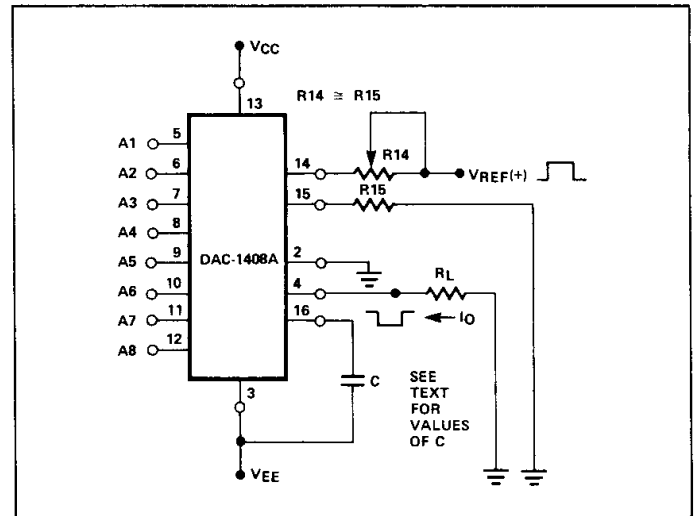 VCC
13
R14 ≅ R15
A1 5
A2 6
A3 7
A4 8
A5 9
A6 10
A7 11
A8 12
DAC-1408A
14 R14 VREF(+)
15 R15
2
4 RL
16 IO
C
SEE
TEXT
FOR
VALUES
OF C
3
VEE